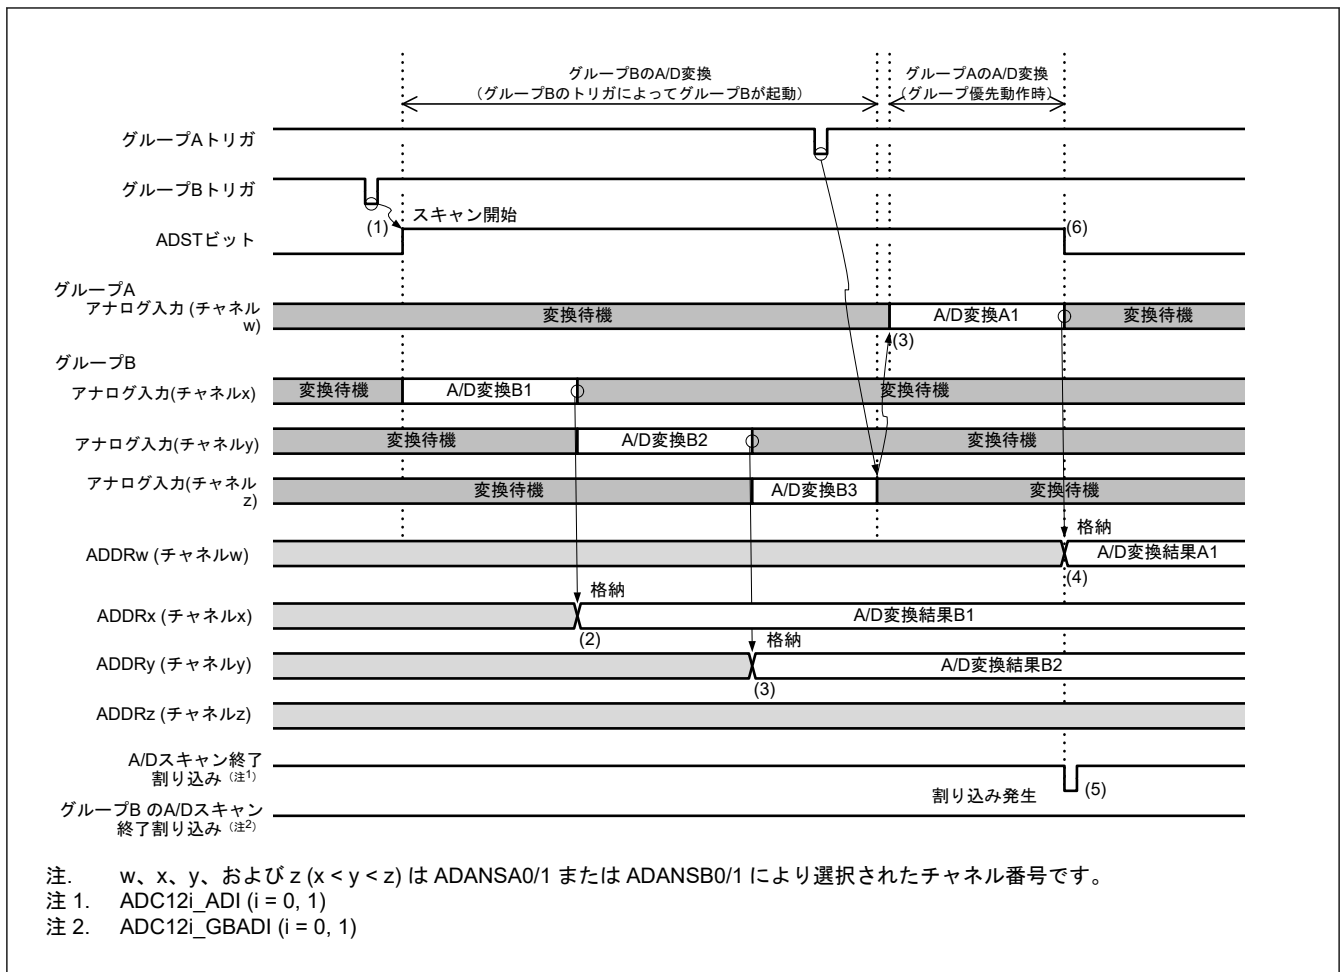 グループBのA/D変換
(グループBのトリガによってグループBが起動)
グループAのA/D変換
(グループ優先動作時)
グループAトリガ
グループBトリガ
(1)
スキャン開始
(6)
ADSTビット
グループA
アナログ入力 (チャネル
w)
変換待機
A/D変換A1
変換待機
(3)
グループB
アナログ入力(チャネルx)
変換待機
A/D変換B1
変換待機
アナログ入力(チャネルy)
変換待機
A/D変換B2
変換待機
アナログ入力(チャネル
z)
変換待機
A/D変換B3
変換待機
格納
ADDRw (チャネルw)
A/D変換結果A1
(4)
格納
ADDRx (チャネルx)
A/D変換結果B1
(2)
格納
ADDRy (チャネルy)
A/D変換結果B2
(3)
ADDRz (チャネルz)
A/Dスキャン終了
割り込み (注1)
割り込み発生
(5)
グループB のA/Dスキャン
終了割り込み (注2)
注. w、x、y、および z (x < y < z) は ADANSA0/1 または ADANSB0/1 により選択されたチャネル番号です。
注 1. ADC12i_ADI (i = 0, 1)
注 2. ADC12i_GBADI (i = 0, 1)